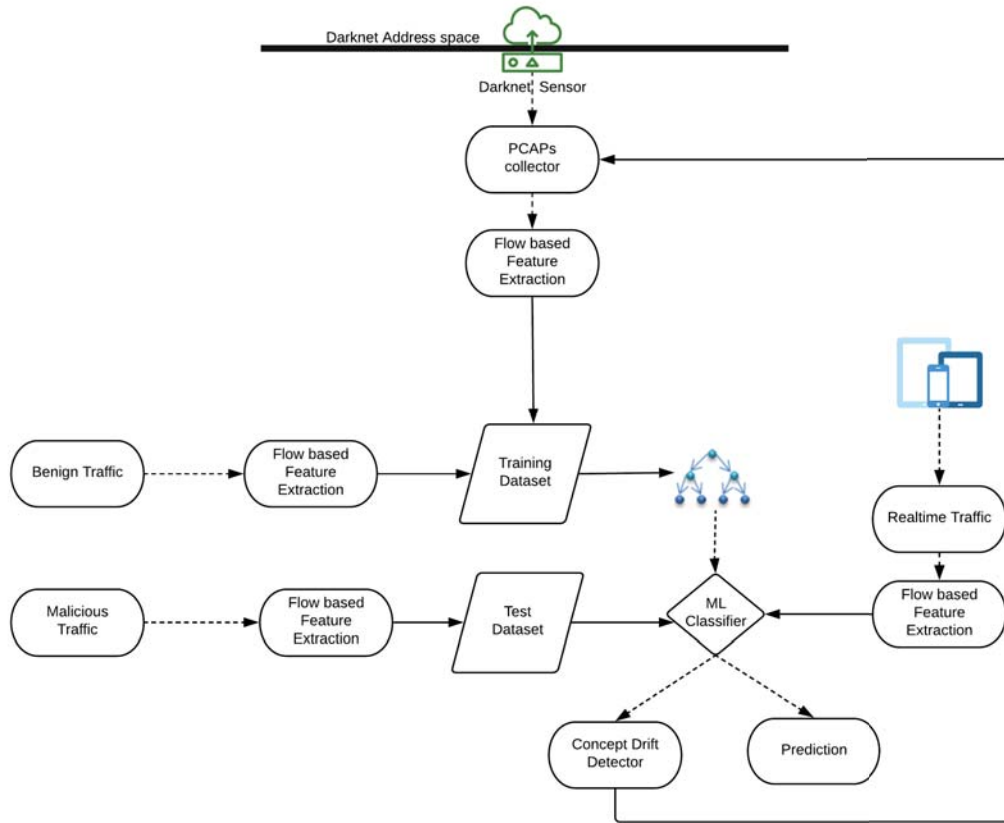 Darknet Address space
Darknet Sensor
PCAPs
collector
Flow based
Feature
Extraction
Benign Traffic
Flow based
Feature
Extraction
Training
Dataset
Realtime Traffic
Malicious
Traffic
Flow based
Feature
Extraction
Test
Dataset
ML
Classifier
Flow based
Feature
Extraction
Concept Drift
Detector
Prediction